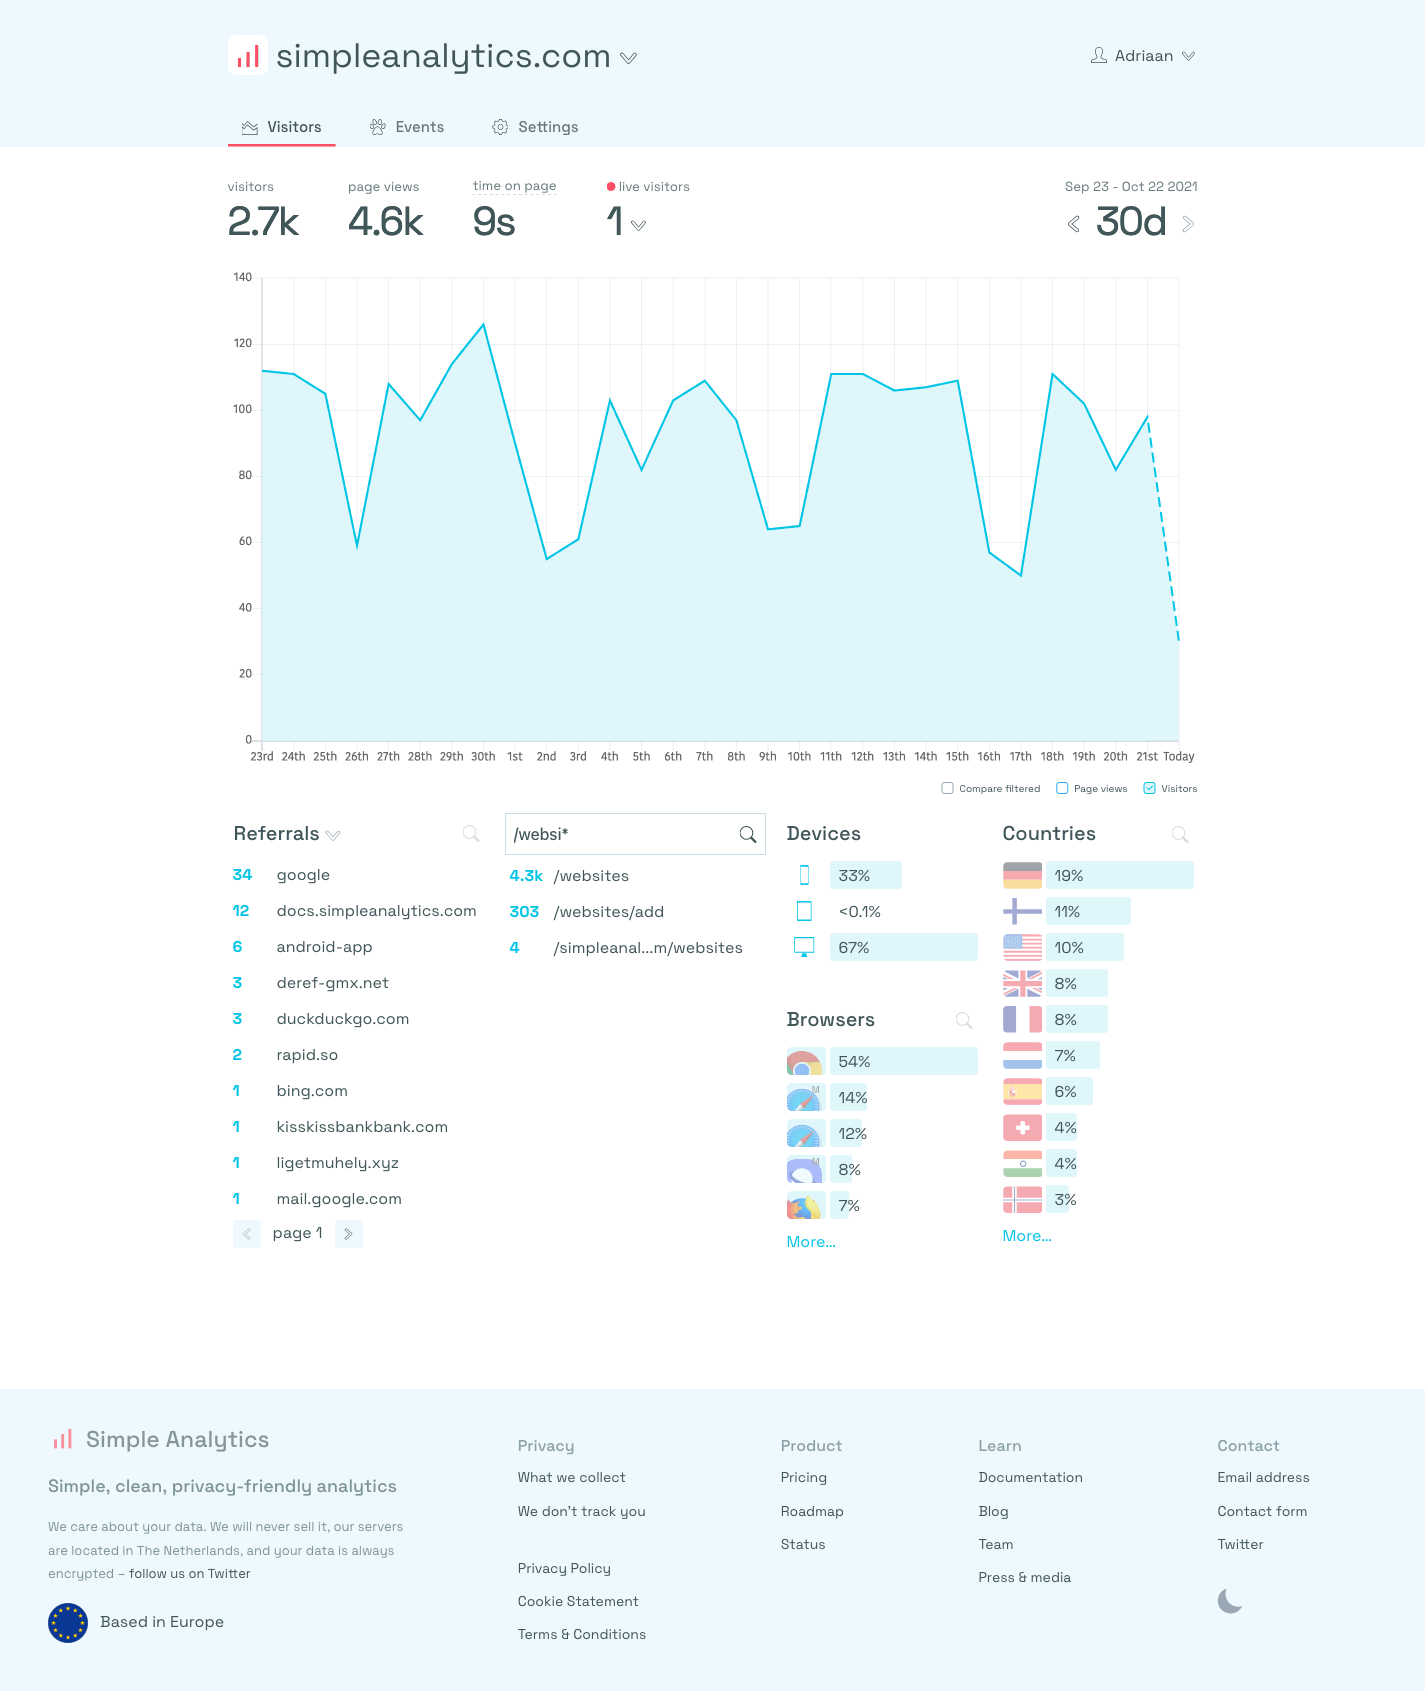 simpleanalytics.com
Adriaan
Visitors
Events
Settings
visitors
page views
time on page
live visitors
Sep 23 - Oct 22 2021
2.7k
4.6k
9s
1
30d
140
120
100
80
60
40
20
0
23rd 24th 25th 26th 27th 28th 29th 30th 1st 2nd 3rd 4th 5th 6th 7th 8th 9th 10th 11th 12th 13th 14th 15th 16th 17th 18th 19th 20th 21st Today
Compare filtered
Page views
Visitors
Referrals
34 google
12 docs.simpleanalytics.com
6 android-app
3 deref-gmx.net
3 duckduckgo.com
2 rapid.so
1 bing.com
1 kisskissbankbank.com
1 ligetmuhely.xyz
1 mail.google.com
page 1
/websi*
4.3k /websites
303 /websites/add
4 /simpleanal...m/websites
Devices
33%
<0.1%
67%
Browsers
54%
M 14%
12%
M 8%
7%
More...
Countries
19%
11%
10%
8%
8%
7%
6%
4%
4%
3%
More...
Simple Analytics
Simple, clean, privacy-friendly analytics
We care about your data. We will never sell it, our servers
are located in The Netherlands, and your data is always
encrypted – follow us on Twitter
Based in Europe
Privacy
What we collect
We don't track you
Privacy Policy
Cookie Statement
Terms & Conditions
Product
Pricing
Roadmap
Status
Learn
Documentation
Blog
Team
Press & media
Contact
Email address
Contact form
Twitter